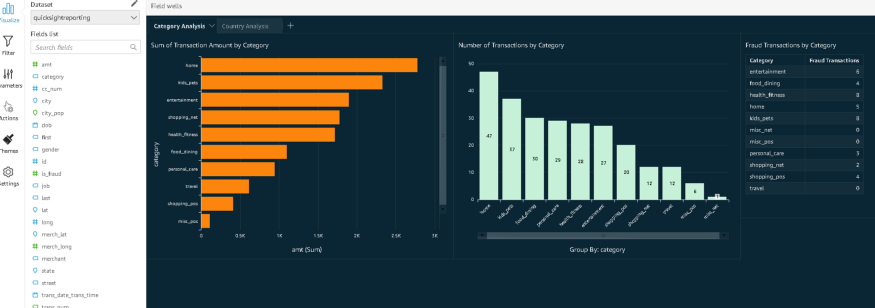 Dataset
Field wells
Visualize
quicksightreporting
Category Analysis
Country Analysis
Fields list
Search fields
Filter
Parameters
Actions
Themes
Settings
amt
category
cc_num
city
city_pop
dob
first
gender
id
is_fraud
job
last
lat
long
merch_lat
merch_long
merchant
state
street
trans_date_trans_time
trans_num
Sum of Transaction Amount by Category
category
home
kids_pets
entertainment
shopping_net
health_fitness
food_dining
personal_care
travel
shopping_pos
misc_pos
0 0.5K 1K 1.5K 2K 2.5K 3K
amt (Sum)
Number of Transactions by Category
50
40
30
20
10
0
47 37 30 29 28 27 20 12 12 6
home kids_pets food_dining personal_care health_fitness entertainment shopping_pos shopping_net travel misc_pos misc_net
Group By: category
Fraud Transactions by Category
Category Fraud Transactions
entertainment
food_dining 4
health_fitness
home 5
kids_pets 8
misc_net 0
misc_pos 0
personal_care 3
shopping_net 2
shopping_pos 4
travel 0